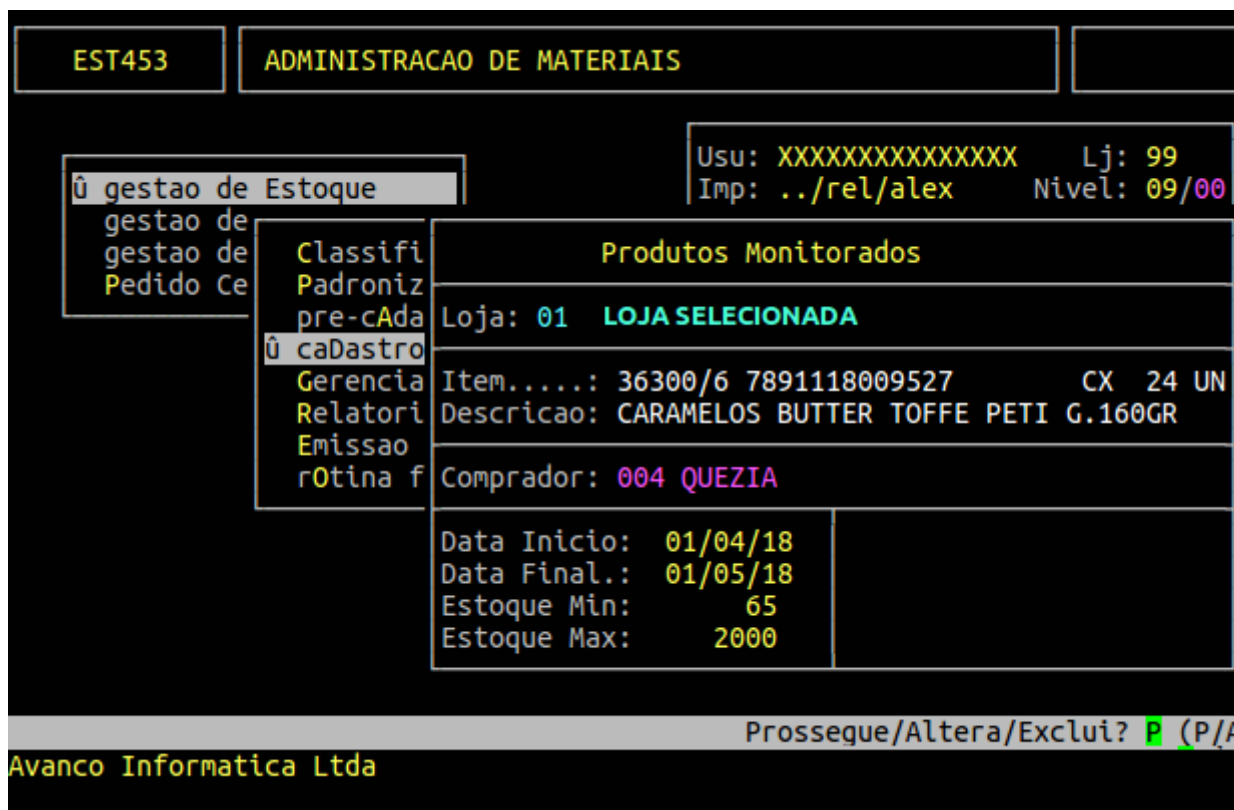 EST453 ADMINISTRACAO DE MATERIAIS
Usu: XXXXXXXXXXXXXXX Lj: 99
û gestao de Estoque Imp: ../rel/alex Nivel: 09/00
gestao de
gestao de Classifi Produtos Monitorados
Pedido Ce Padroniz
pre-cAda Loja: 01 LOJA SELECIONADA
û caDastro
Gerencia Item.....: 36300/6 7891118009527 CX 24 UN
Relatori Descricao: CARAMELOS BUTTER TOFFE PETI G.160GR
Emissao
rOtina f Comprador: 004 QUEZIA
Data Inicio: 01/04/18
Data Final.: 01/05/18
Estoque Min: 65
Estoque Max: 2000
Prossegue/Altera/Exclui? P (P/A
Avanco Informatica Ltda